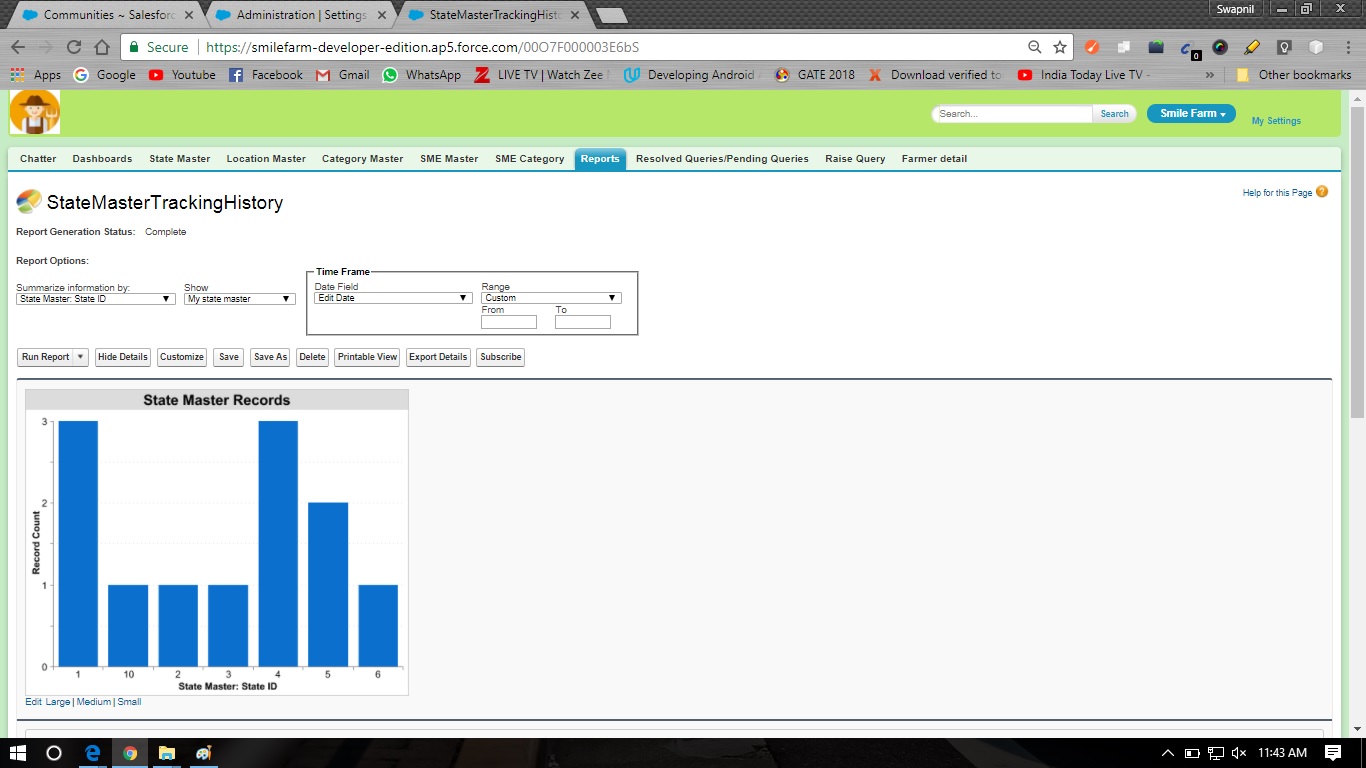 Communities ~ Salesforc
Administration | Settings
StateMasterTrackingHisto
Swapnil
Secure
https://smilefarm-developer-edition.ap5.force.com/00O7F000003E6bS
0
Apps Google Youtube Facebook Gmail WhatsApp LIVE TV | Watch Zee Developing Android GATE 2018 Download verified to India Today Live TV - » Other bookmarks
Search... Search Smile Farm My Settings
Chatter Dashboards State Master Location Master Category Master SME Master SME Category Reports Resolved Queries/Pending Queries Raise Query Farmer detail
StateMasterTrackingHistory
Help for this Page ?
Report Generation Status: Complete
Report Options:
Time Frame
Summarize information by: Show Date Field Range
State Master: State ID My state master Edit Date Custom
From To
Run Report Hide Details Customize Save Save As Delete Printable View Export Details Subscribe
State Master Records
3
2
1
0
Record Count
1 10 2 3 4 5 6
State Master: State ID
Edit Large | Medium | Small
11:43 AM